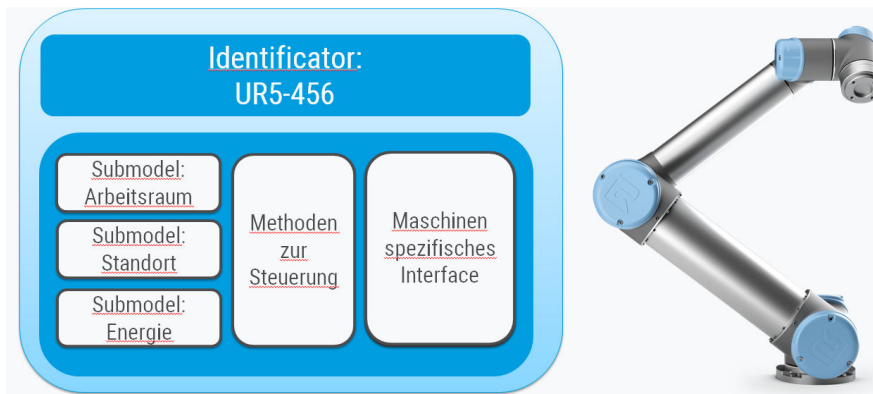 Identificator:
UR5-456
Submodel:
Arbeitsraum
Submodel:
Standort
Submodel:
Energie
Methoden
zur
Steuerung
Maschinen
spezifisches
Interface